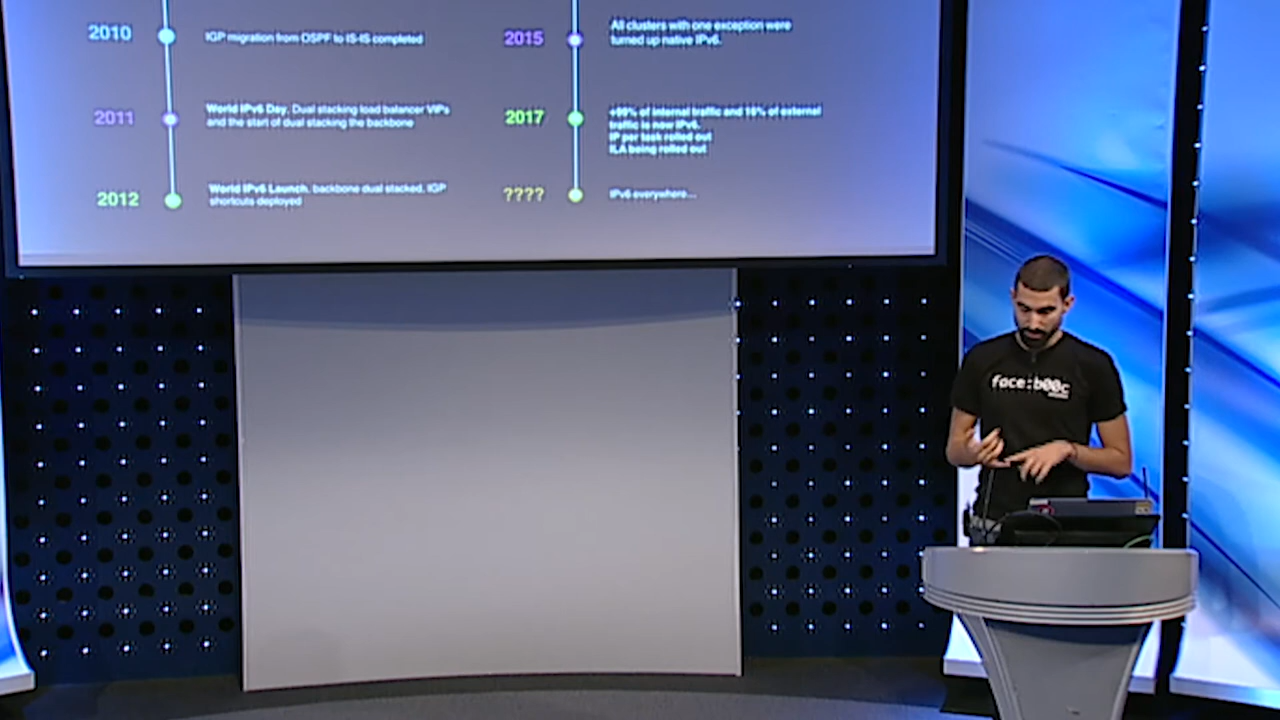 2010
IGP migration from OSPF to IS-IS completed
2011
World IPv6 Day, Dual stacking load balancer VIPs
and the start of dual stacking the backbone
2012
World IPv6 Launch, backbone dual stacked, IGP
shortcuts deployed
2015
All clusters with one exception were
turned up native IPv6.
2017
+99% of internal traffic and 16% of external
traffic is now IPv6.
IP per task rolled out
ILA being rolled out
????
IPv6 everywhere...
face:b00c